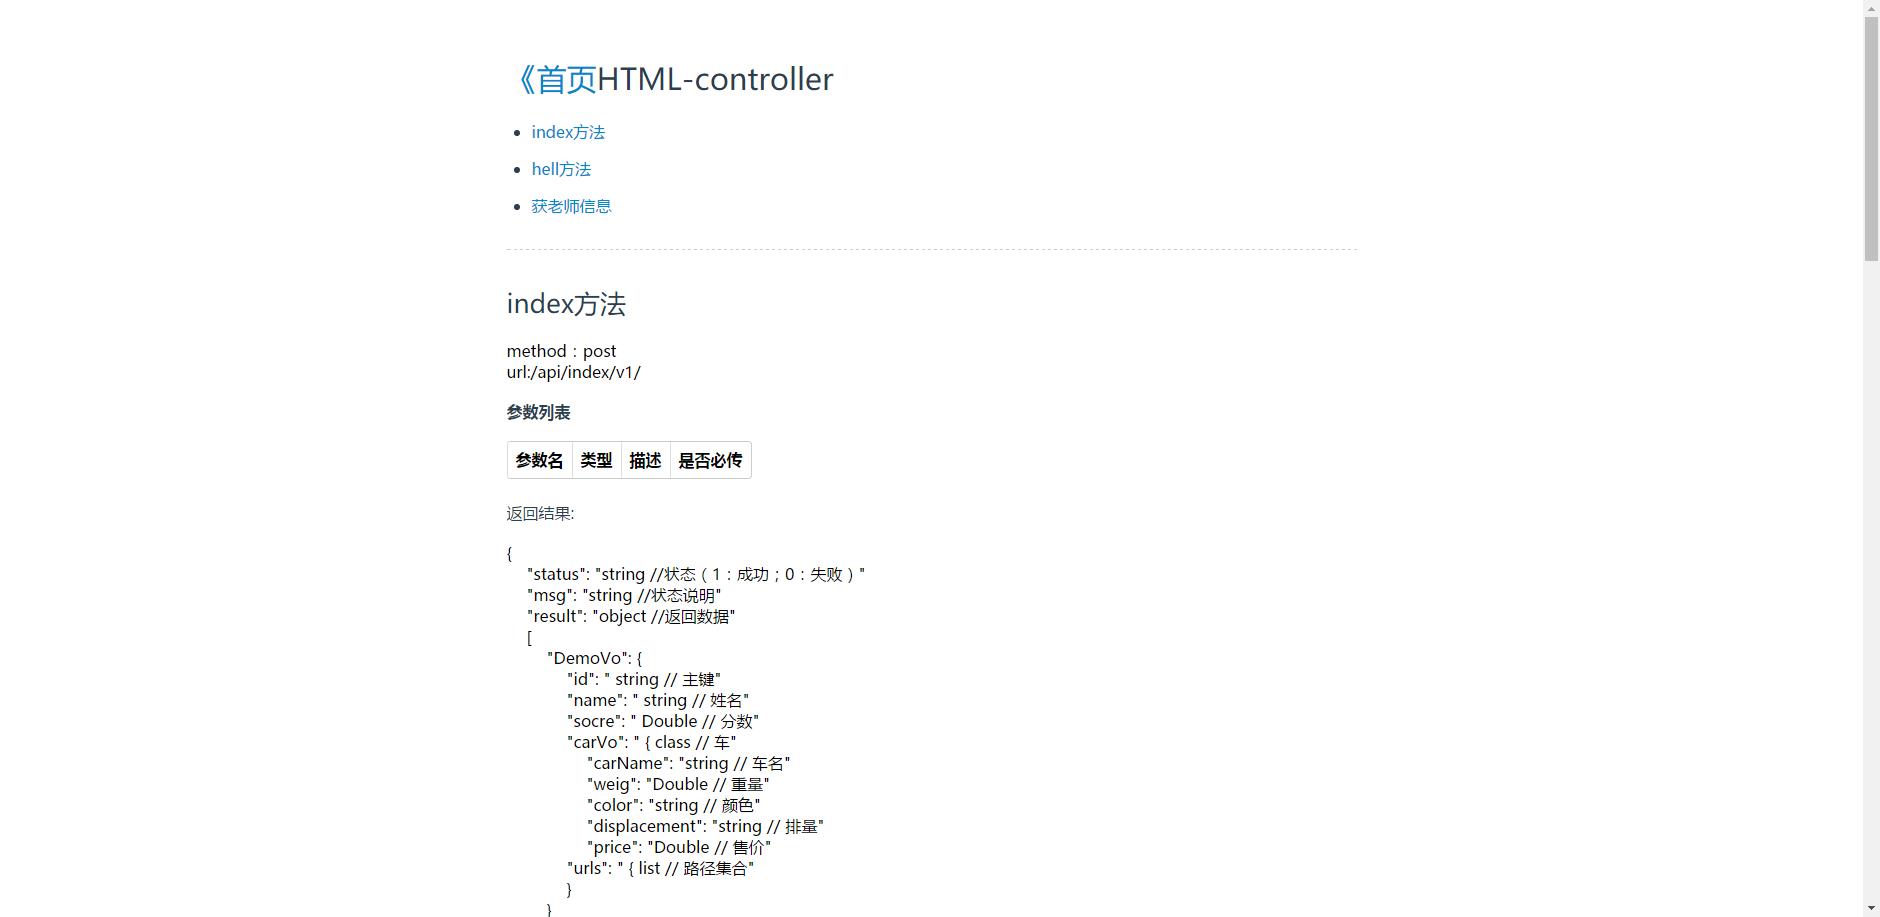 《首页HTML-controller
index方法
hell方法
获老师信息
index方法
method：post
url:/api/index/v1/
参数列表
参数名 类型 描述 是否必传
返回结果:
{
"status": "string //状态（1：成功；0：失败）"
"msg": "string //状态说明"
"result": "object //返回数据"
[
"DemoVo": {
"id": " string // 主键"
"name": " string // 姓名"
"socre": " Double // 分数"
"carVo": " { class // 车"
"carName": "string // 车名"
"weig": "Double // 重量"
"color": "string // 颜色"
"displacement": "string // 排量"
"price": "Double // 售价"
"urls": " { list // 路径集合"
}
}